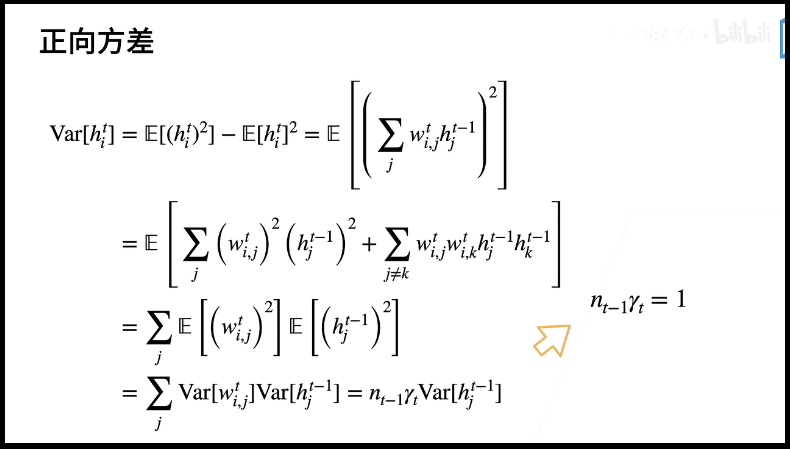 正向方差
bilibili
Var[h_i^t] = 𝔼[(h_i^t)^2] − 𝔼[h_i^t]^2 = 𝔼[(∑_j w_{i,j}^t h_j^{t−1})^2]
= 𝔼[∑_j (w_{i,j}^t)^2 (h_j^{t−1})^2 + ∑_{j≠k} w_{i,j}^t w_{i,k}^t h_j^{t−1} h_k^{t−1}]
n_{t−1}γ_t = 1
= ∑_j 𝔼[(w_{i,j}^t)^2] 𝔼[(h_j^{t−1})^2]
= ∑_j Var[w_{i,j}^t]Var[h_j^{t−1}] = n_{t−1}γ_tVar[h_j^{t−1}]